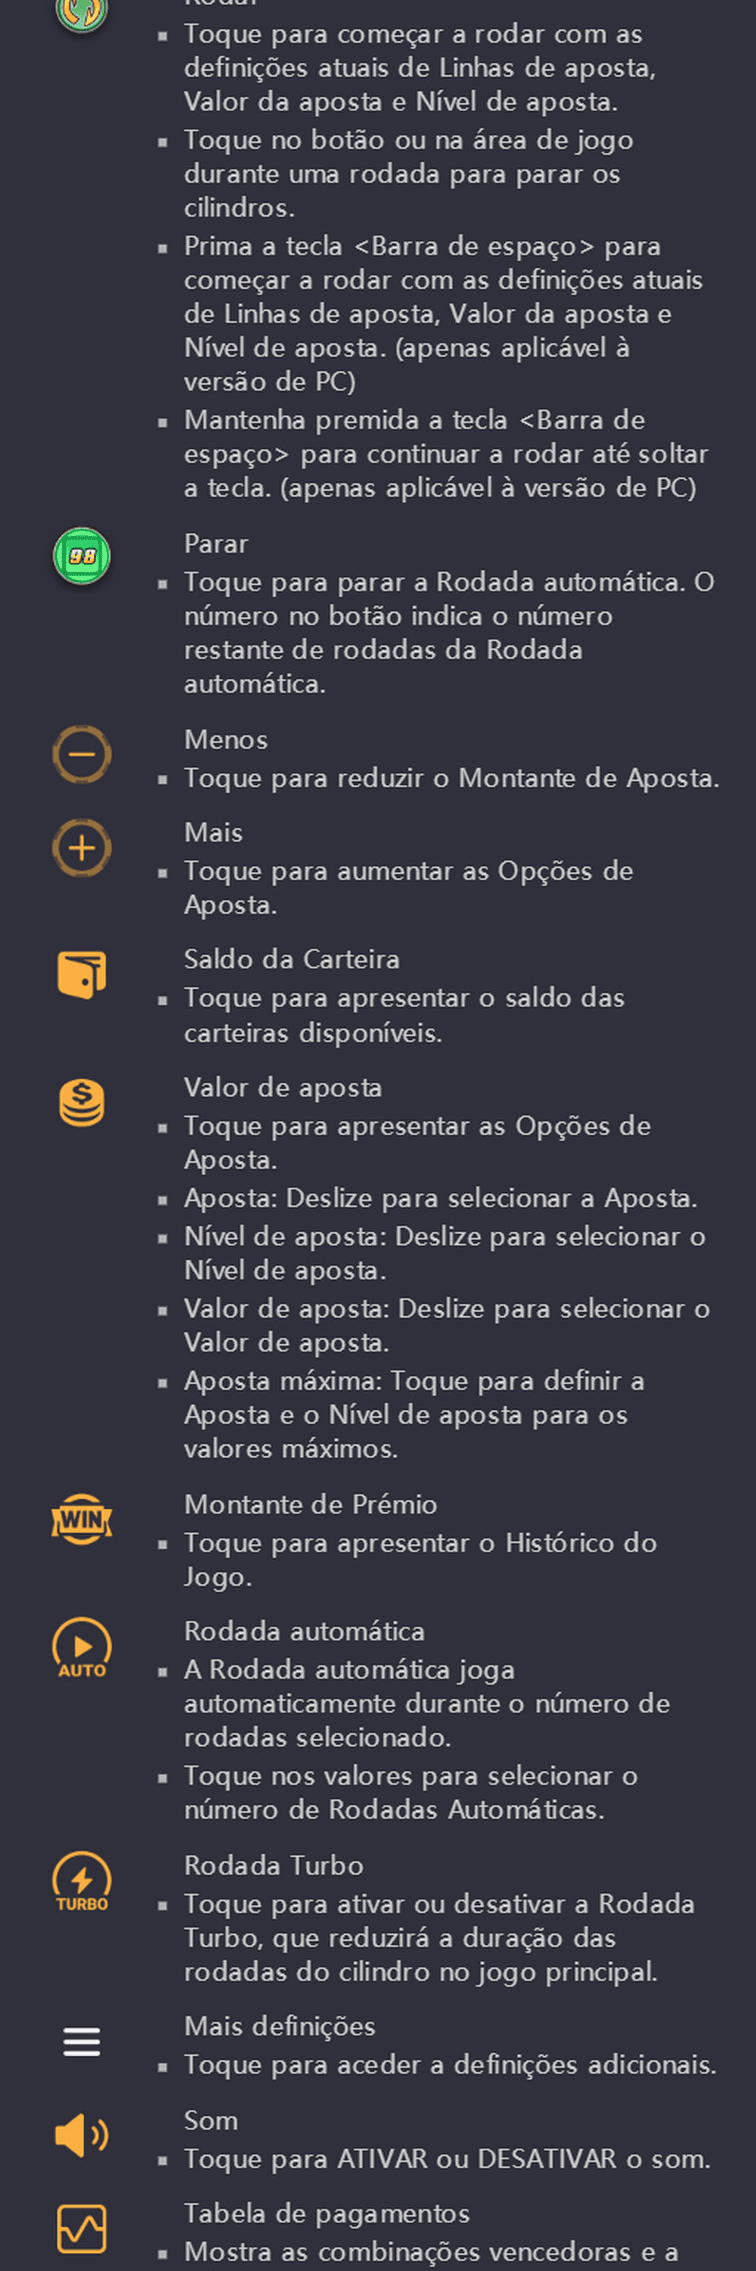 Rodar
Toque para começar a rodar com as
definições atuais de Linhas de aposta,
Valor da aposta e Nível de aposta.
Toque no botão ou na área de jogo
durante uma rodada para parar os
cilindros.
Prima a tecla <Barra de espaço> para
começar a rodar com as definições atuais
de Linhas de aposta, Valor da aposta e
Nível de aposta. (apenas aplicável à
versão de PC)
Mantenha premida a tecla <Barra de
espaço> para continuar a rodar até soltar
a tecla. (apenas aplicável à versão de PC)
98
Parar
Toque para parar a Rodada automática. O
número no botão indica o número
restante de rodadas da Rodada
automática.
Menos
Toque para reduzir o Montante de Aposta.
Mais
Toque para aumentar as Opções de
Aposta.
Saldo da Carteira
Toque para apresentar o saldo das
carteiras disponíveis.
$
Valor de aposta
Toque para apresentar as Opções de
Aposta.
Aposta: Deslize para selecionar a Aposta.
Nível de aposta: Deslize para selecionar o
Nível de aposta.
Valor de aposta: Deslize para selecionar o
Valor de aposta.
Aposta máxima: Toque para definir a
Aposta e o Nível de aposta para os
valores máximos.
WIN
Montante de Prémio
Toque para apresentar o Histórico do
Jogo.
AUTO
Rodada automática
A Rodada automática joga
automaticamente durante o número de
rodadas selecionado.
Toque nos valores para selecionar o
número de Rodadas Automáticas.
TURBO
Rodada Turbo
Toque para ativar ou desativar a Rodada
Turbo, que reduzirá a duração das
rodadas do cilindro no jogo principal.
Mais definições
Toque para aceder a definições adicionais.
Som
Toque para ATIVAR ou DESATIVAR o som.
Tabela de pagamentos
Mostra as combinações vencedoras e a